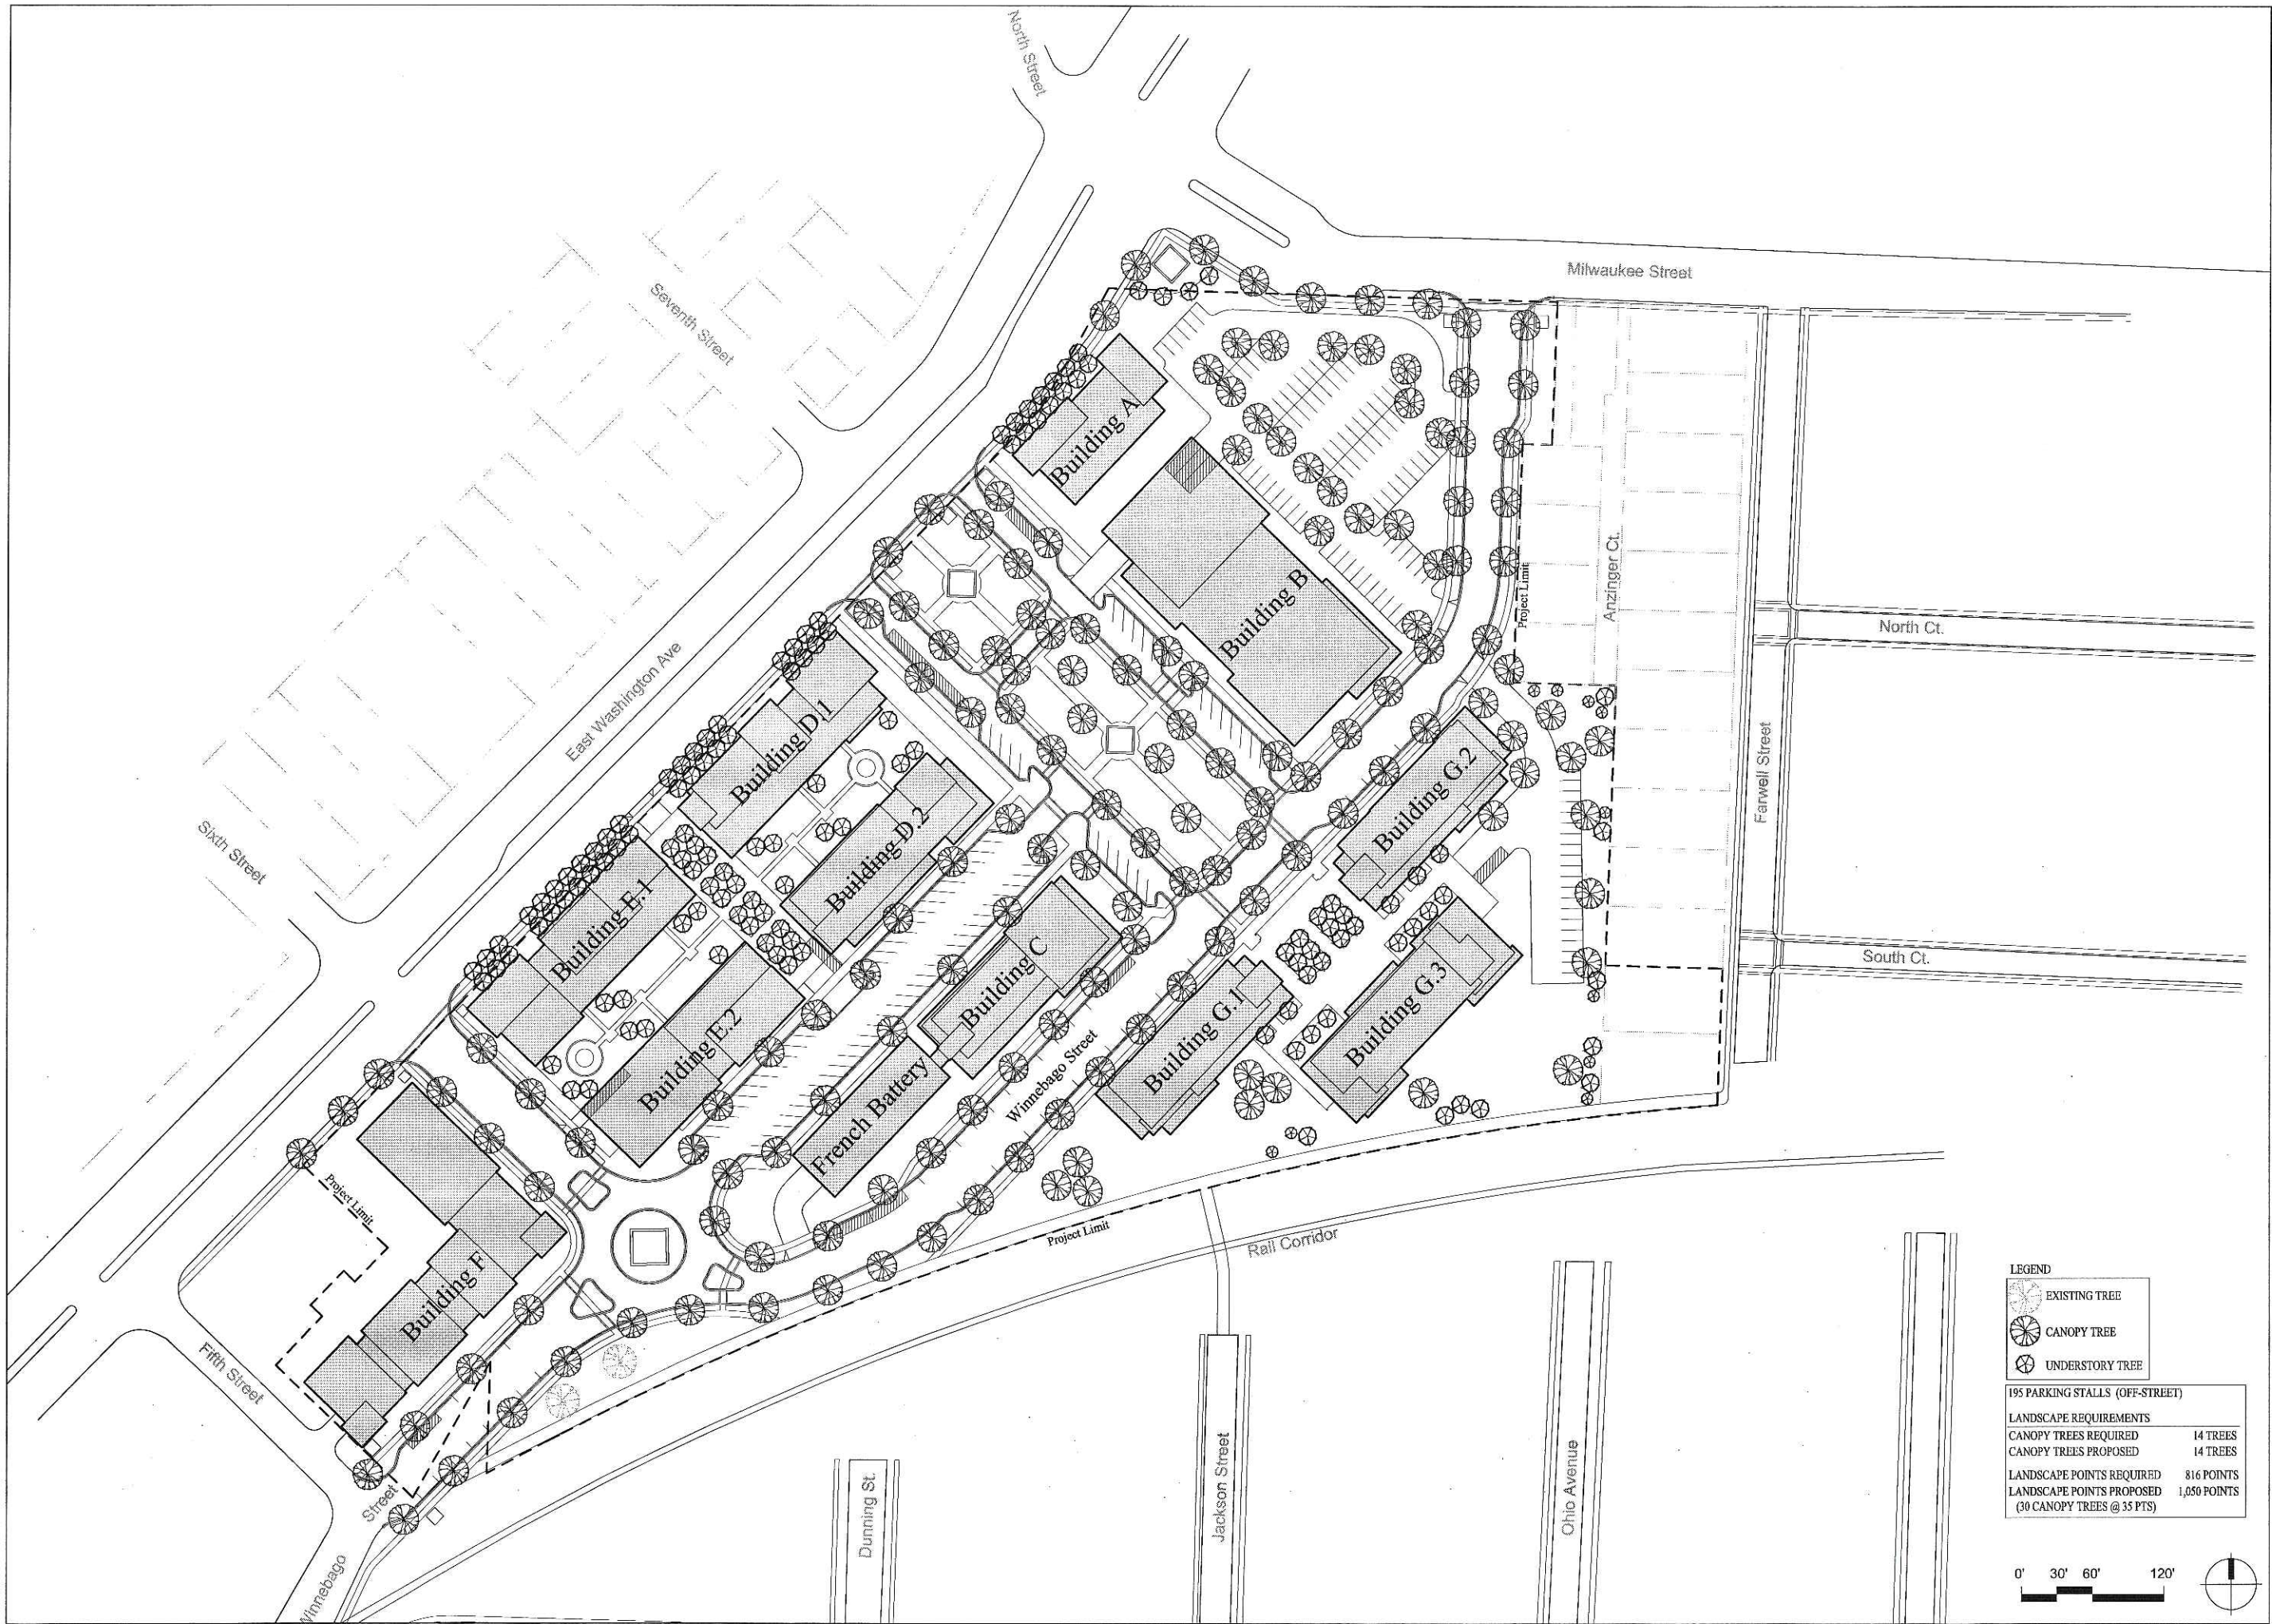 North Street
Milwaukee Street
Seventh Street
Building A
Anzinger Ct.
Project Limit
Building B
North Ct.
East Washington Ave
Building D.1
Farwell Street
Building G.2
Sixth Street
Building D.2
Building E.1
South Ct.
Building C
Building G.3
Building G.1
Building E.2
Winnebago Street
French Battery
Project Limit
Project Limit
Rail Corridor
Building F
Fifth Street
Street
Winnebago
Dunning St.
Jackson Street
Ohio Avenue
LEGEND
EXISTING TREE
CANOPY TREE
UNDERSTORY TREE
195 PARKING STALLS (OFF-STREET)
LANDSCAPE REQUIREMENTS
CANOPY TREES REQUIRED 14 TREES
CANOPY TREES PROPOSED 14 TREES
LANDSCAPE POINTS REQUIRED 816 POINTS
LANDSCAPE POINTS PROPOSED 1,050 POINTS
(30 CANOPY TREES @ 35 PTS)
0' 30' 60' 120'